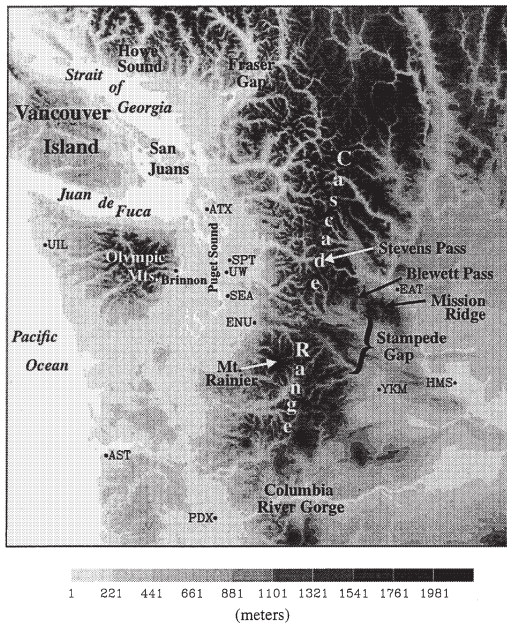 Howe
Sound
Strait
of
Georgia
Fraser
Gap
Vancouver
Island
San
Juans
Juan
de
Fuca
ATX
UIL
Olympic
Mts.
Brinnon
Puget Sound
SPT
UW
SEA
ENU
Cascade
Stevens Pass
Blewett Pass
EAT
Mission
Ridge
Stampede
Gap
Pacific
Ocean
Mt.
Rainier
Range
YKM
HMS
AST
Columbia
River Gorge
PDX
1 221 441 661 881 1101 1321 1541 1761 1981
(meters)